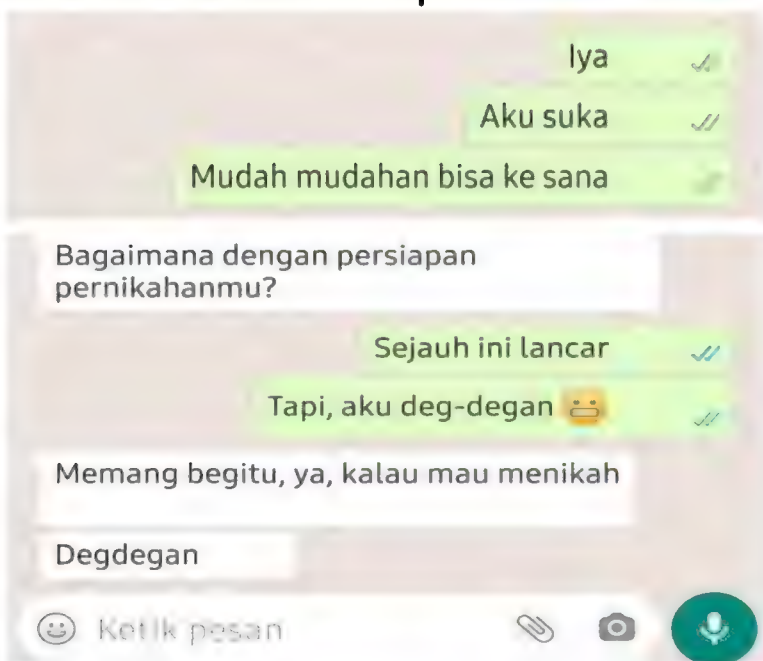 Iya
Aku suka
Mudah mudahan bisa ke sana
Bagaimana dengan persiapan
pernikahanmu?
Sejauh ini lancar
Tapi, aku deg-degan 😬
Memang begitu, ya, kalau mau menikah
Degdegan
Ketik pesan